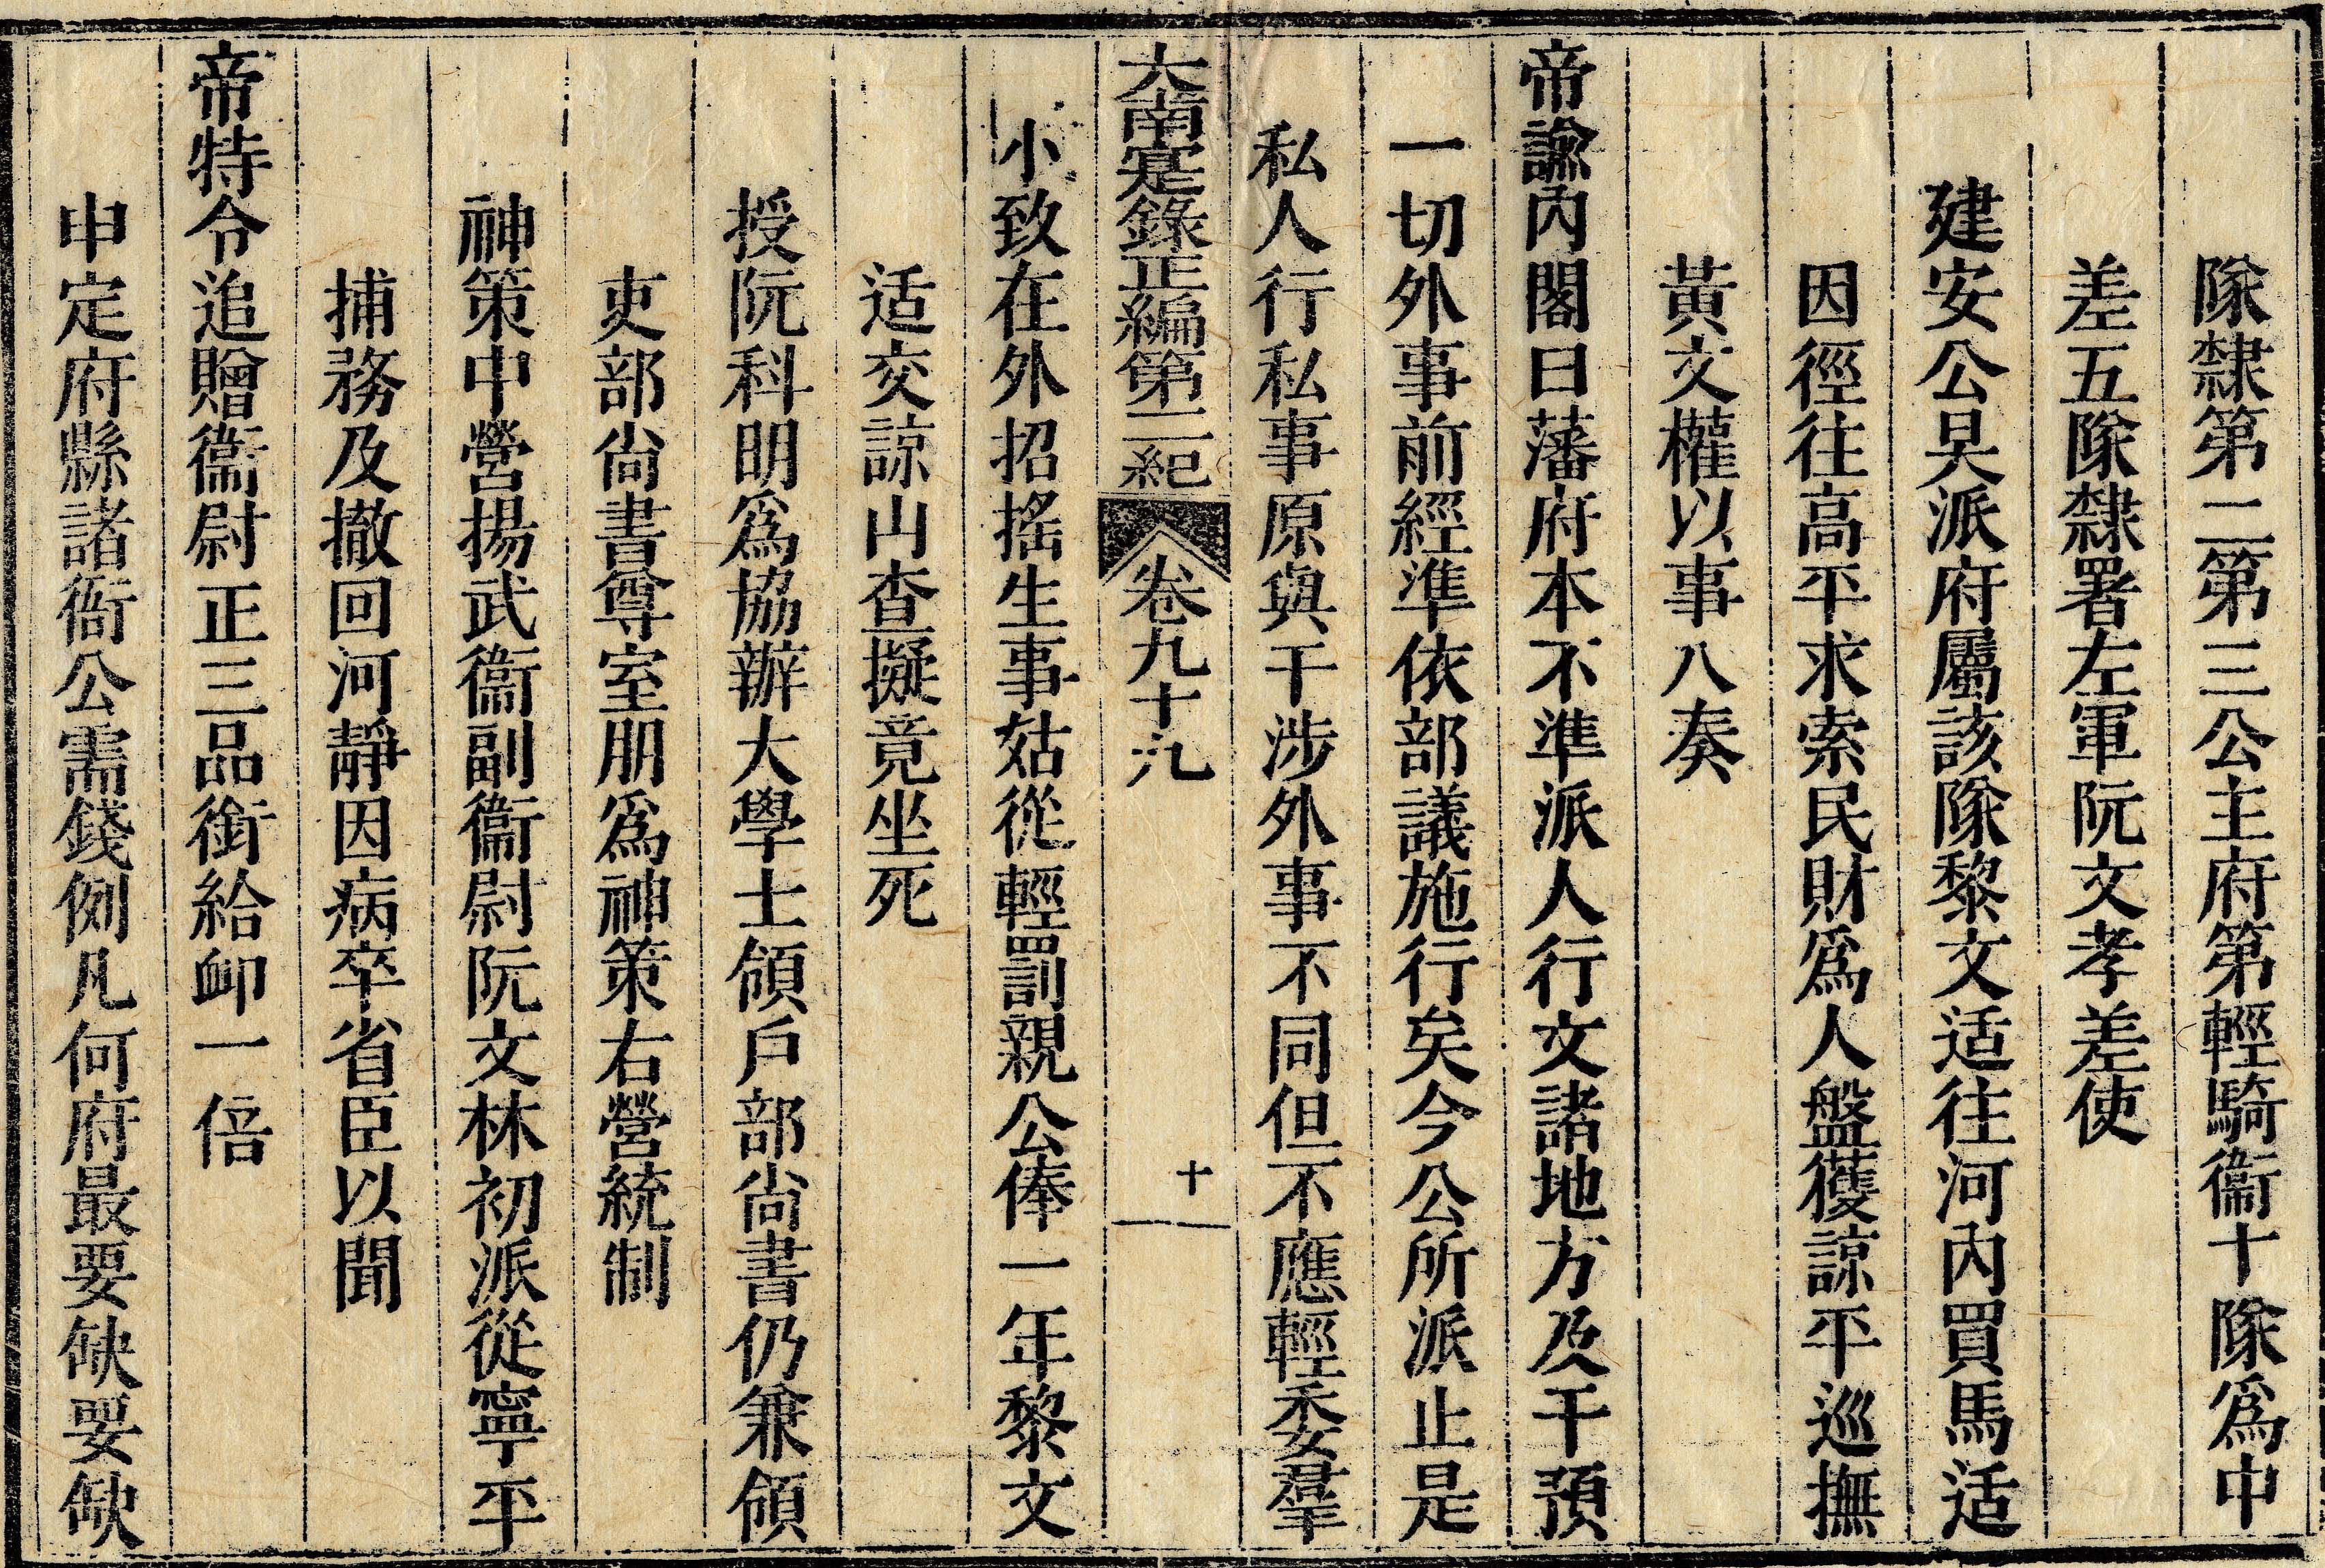 隊隸第二第三公主府第輕騎衞十隊爲中
差五隊隸署左軍阮文孝差使
建安公昊派府屬該隊黎文适往河內買馬适
因徑往高平求索民財爲人盤獲諒平巡撫
黃文權以事入奏
帝諭內閣曰藩府本不準派人行文諸地方及干預
一切外事前經準依部議施行矣今公所派止是
私人行私事原與干涉外事不同但不應輕委羣
大南寔錄正編第二紀 卷九十九 十
小致在外招搖生事姑從輕罰親公俸一年黎文
适交諒山查擬竟坐死
授阮科明爲協辦大學士領戶部尚書仍兼領
吏部尚書尊室朋爲神策右營統制
神策中營揚武衞副衞尉阮文林初派從寧平
捕務及撤回河靜因病卒省臣以聞
帝特令追贈衞尉正三品銜給卹一倍
申定府縣諸衙公需錢例凡何府最要缺要缺